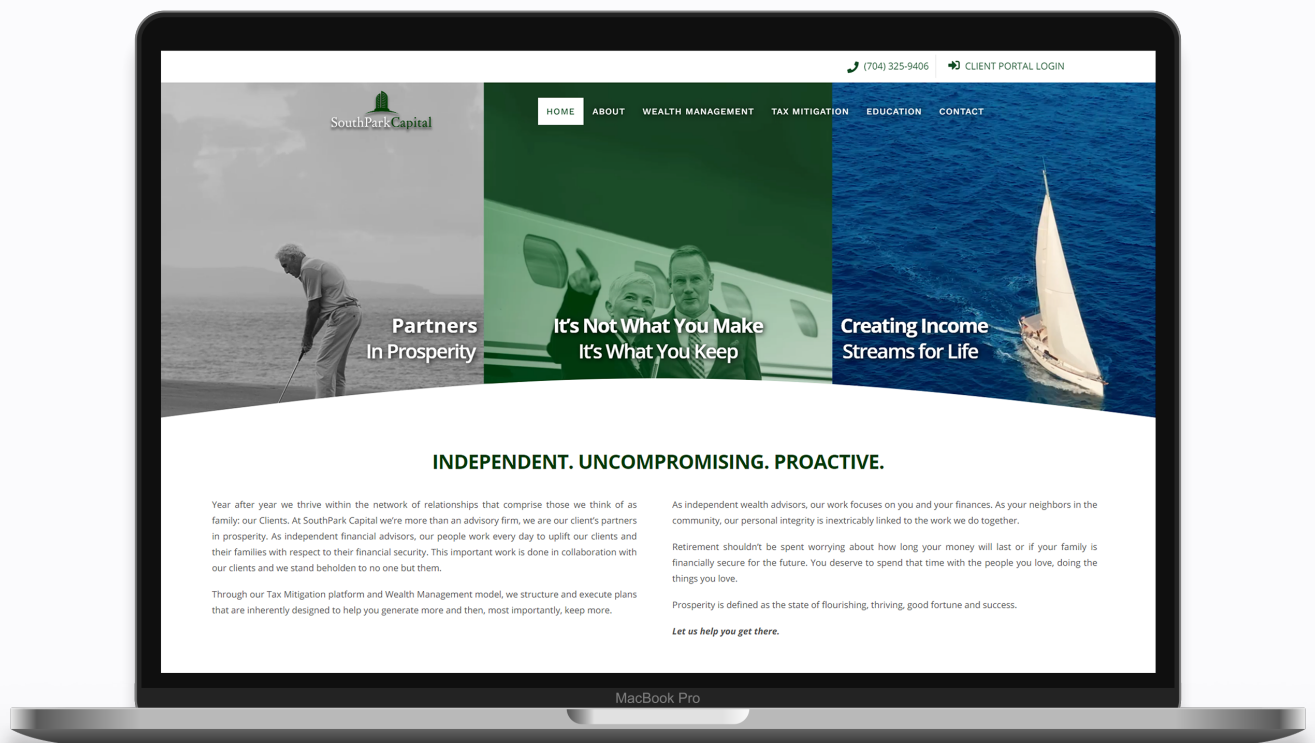 (704) 325-9406
CLIENT PORTAL LOGIN
SouthParkCapital
HOME
ABOUT
WEALTH MANAGEMENT
TAX MITIGATION
EDUCATION
CONTACT
Partners
In Prosperity
It’s Not What You Make
It’s What You Keep
Creating Income
Streams for Life
INDEPENDENT. UNCOMPROMISING. PROACTIVE.
Year after year we thrive within the network of relationships that comprise those we think of as
family: our Clients. At SouthPark Capital we’re more than an advisory firm, we are our client’s partners
in prosperity. As independent financial advisors, our people work every day to uplift our clients and
their families with respect to their financial security. This important work is done in collaboration with
our clients and we stand beholden to no one but them.
Through our Tax Mitigation platform and Wealth Management model, we structure and execute plans
that are inherently designed to help you generate more and then, most importantly, keep more.
As independent wealth advisors, our work focuses on you and your finances. As your neighbors in the
community, our personal integrity is inextricably linked to the work we do together.
Retirement shouldn’t be spent worrying about how long your money will last or if your family is
financially secure for the future. You deserve to spend that time with the people you love, doing the
things you love.
Prosperity is defined as the state of flourishing, thriving, good fortune and success.
Let us help you get there.
MacBook Pro